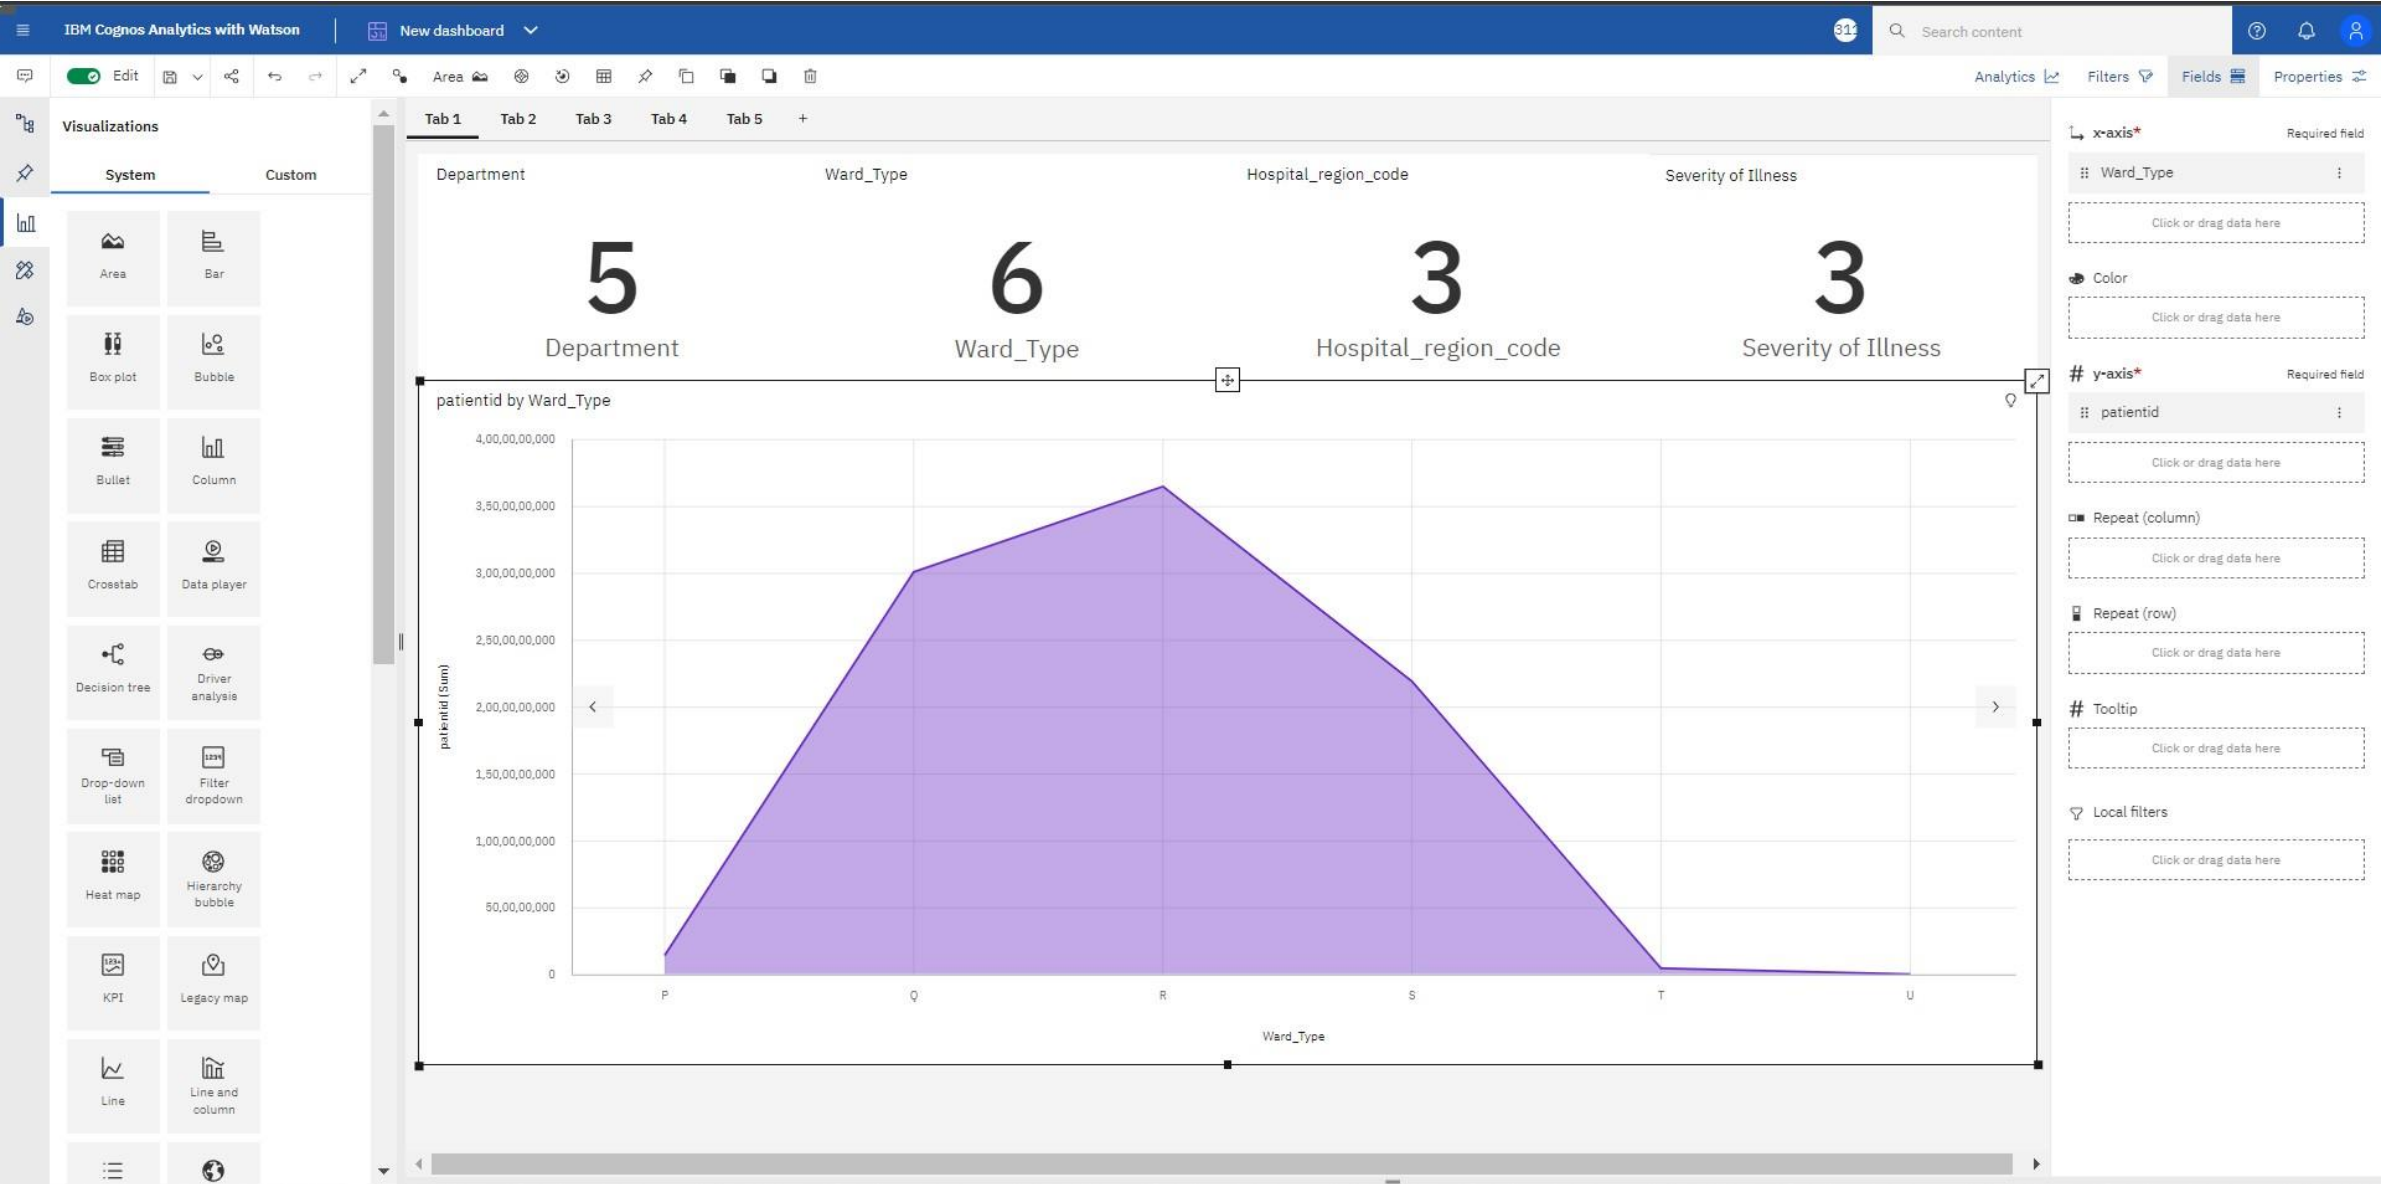 IBM Cognos Analytics with Watson
New dashboard
311
Search content
Edit
Area
Analytics
Filters
Fields
Properties
Visualizations
System
Custom
Area
Bar
Box plot
Bubble
Bullet
Column
Crosstab
Data player
Decision tree
Driver
analysis
Drop-down
list
Filter
dropdown
Heat map
Hierarchy
bubble
KPI
Legacy map
Line
Line and
column
Tab 1
Tab 2
Tab 3
Tab 4
Tab 5
+
Department
5
Department
Ward_Type
6
Ward_Type
Hospital_region_code
3
Hospital_region_code
Severity of Illness
3
Severity of Illness
patientid by Ward_Type
patientid (Sum)
4,00,00,00,000
3,50,00,00,000
3,00,00,00,000
2,50,00,00,000
2,00,00,00,000
1,50,00,00,000
1,00,00,00,000
50,00,00,000
0
P Q R S T U
Ward_Type
x-axis* Required field
Ward_Type
Click or drag data here
Color
Click or drag data here
y-axis* Required field
patientid
Click or drag data here
Repeat (column)
Click or drag data here
Repeat (row)
Click or drag data here
Tooltip
Click or drag data here
Local filters
Click or drag data here